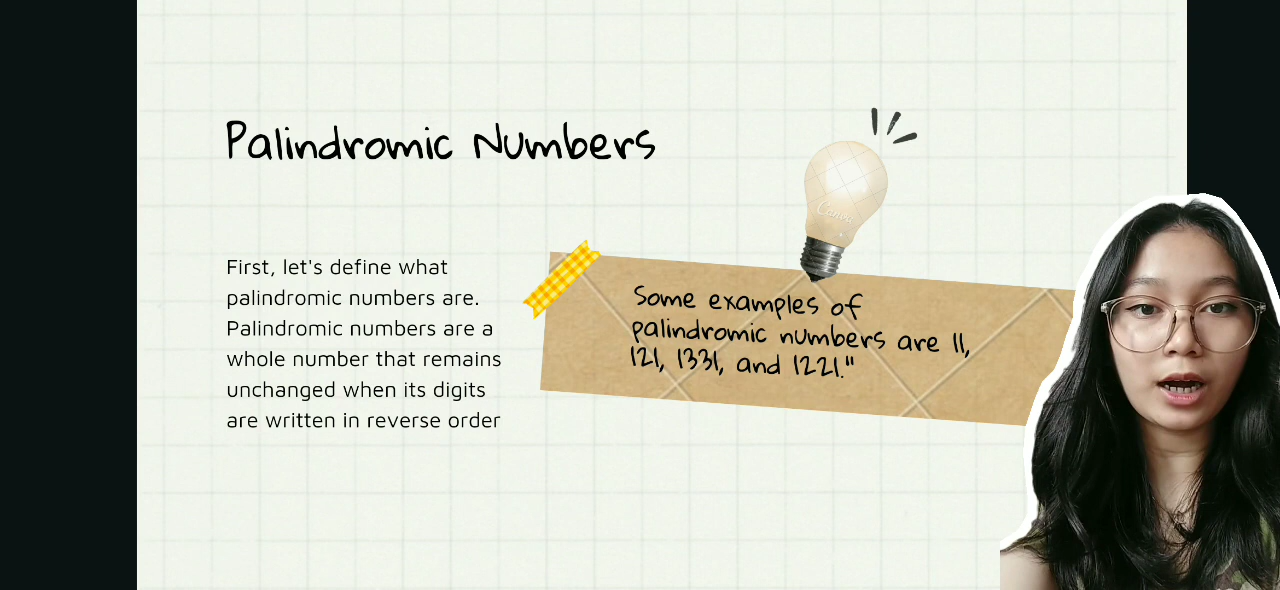 Palindromic Numbers
First, let's define what
palindromic numbers are.
Palindromic numbers are a
whole number that remains
unchanged when its digits
are written in reverse order
Canva
Some examples of
palindromic numbers are 11,
121, 1331, and 1221."